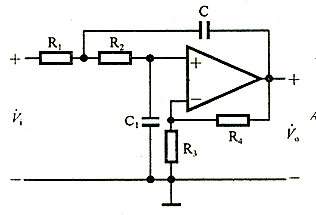 C
R₁
R₂
+
+
−
+
V̇ᵢ
C₁
R₃
R₄
V̇ₒ
A
−
−